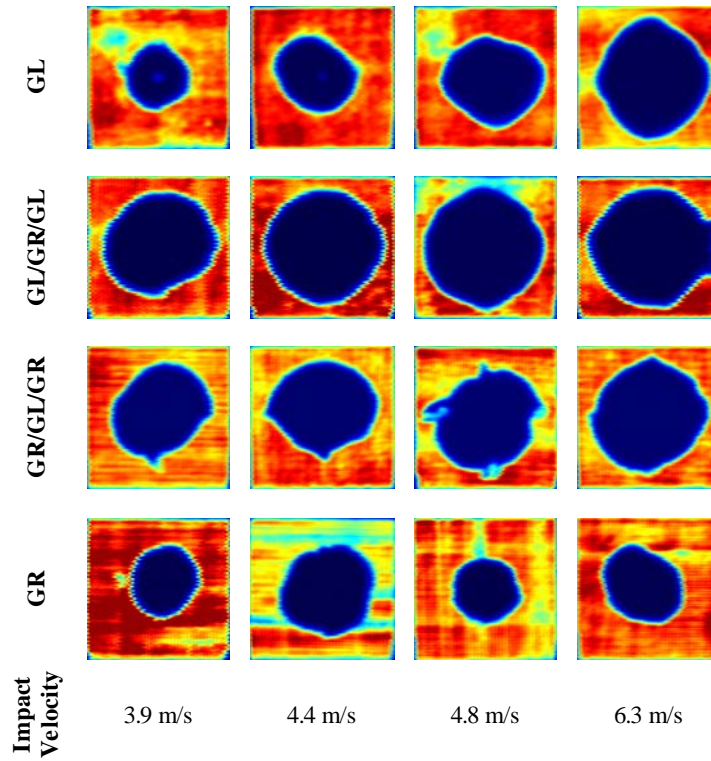 GL
GL/GR/GL
GR/GL/GR
GR
Impact
Velocity
3.9 m/s
4.4 m/s
4.8 m/s
6.3 m/s